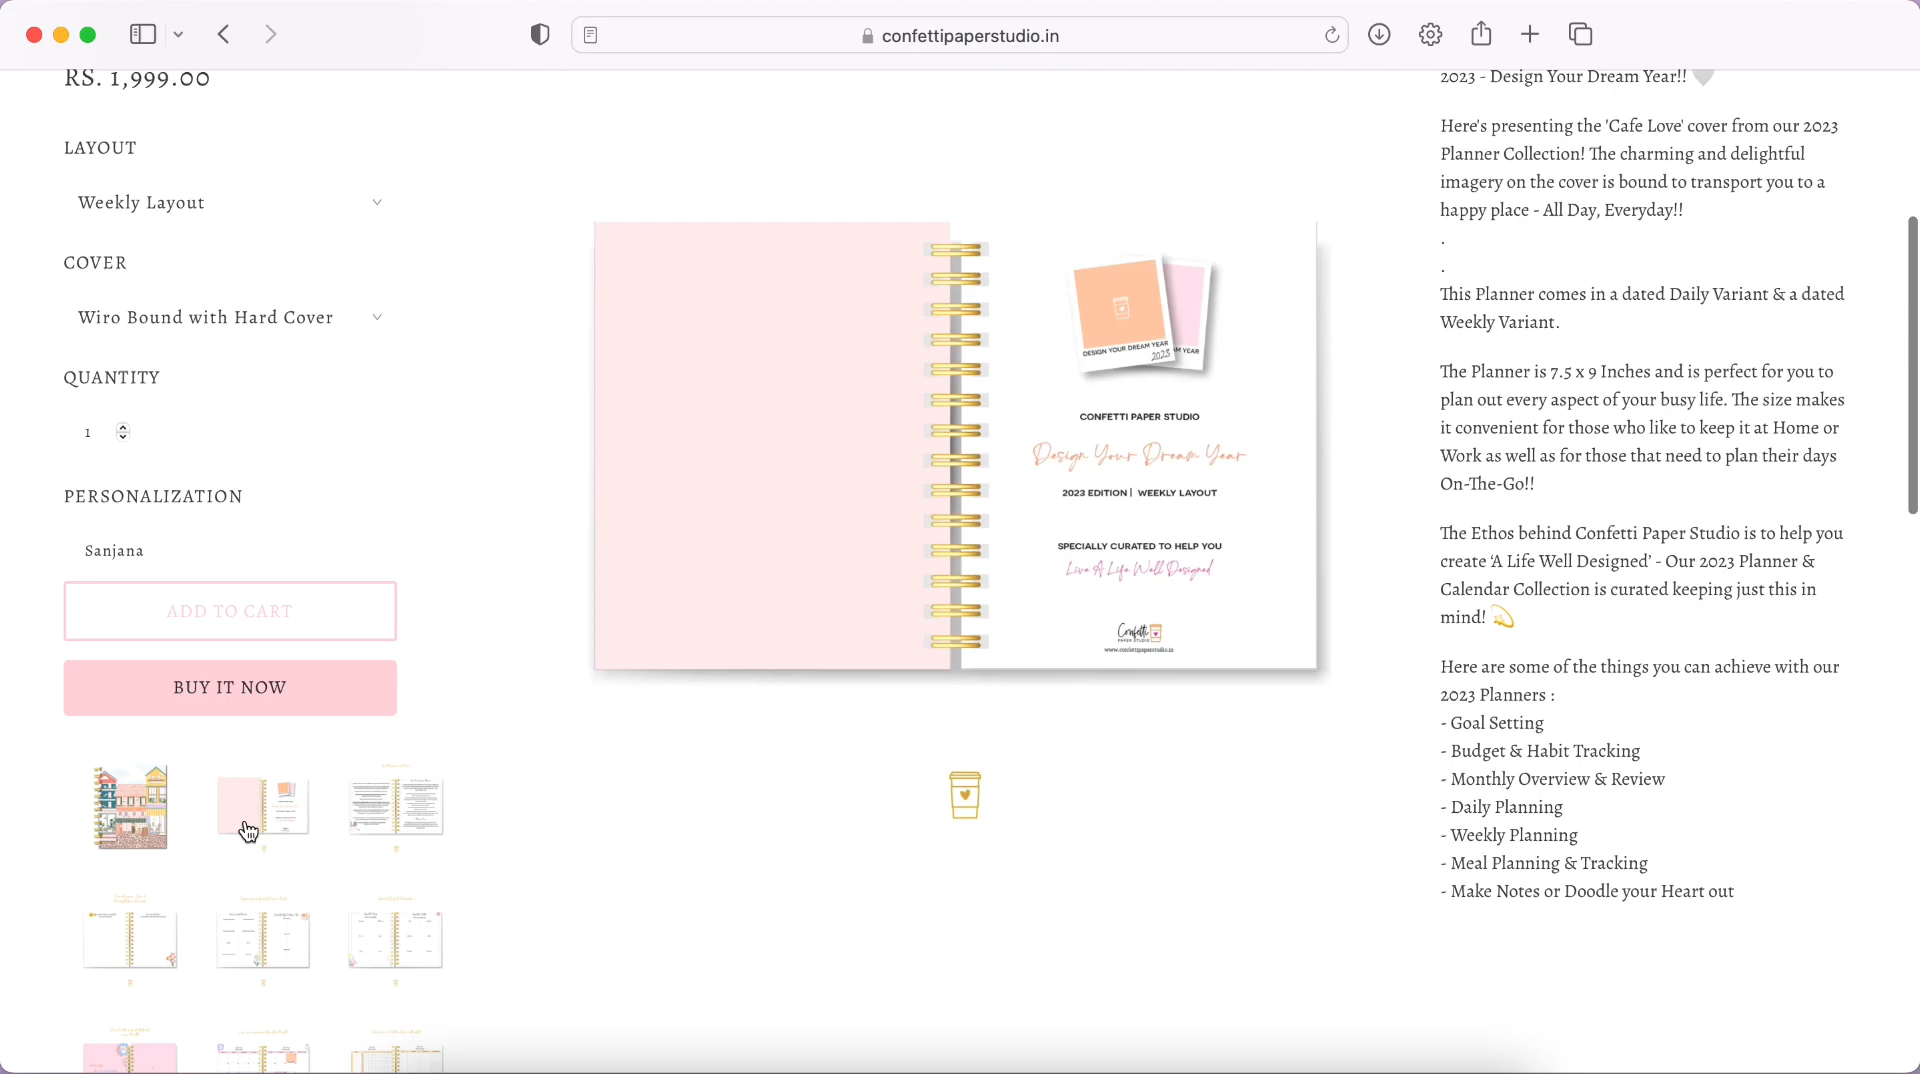 confettipaperstudio.in
RS. 1,999.00
LAYOUT
Weekly Layout
COVER
Wiro Bound with Hard Cover
QUANTITY
1
PERSONALIZATION
Sanjana
ADD TO CART
BUY IT NOW
DESIGN YOUR DREAM YEAR
2023
M YEAR
CONFETTI PAPER STUDIO
Design Your Dream Year
2023 EDITION | WEEKLY LAYOUT
SPECIALLY CURATED TO HELP YOU
Live A Life Well Designed
Confetti
PAPER STUDIO
www.confettipaperstudio.in
2023 - Design Your Dream Year!! 🤍
Here's presenting the 'Cafe Love' cover from our 2023
Planner Collection! The charming and delightful
imagery on the cover is bound to transport you to a
happy place - All Day, Everyday!!
.
.
This Planner comes in a dated Daily Variant & a dated
Weekly Variant.
The Planner is 7.5 x 9 Inches and is perfect for you to
plan out every aspect of your busy life. The size makes
it convenient for those who like to keep it at Home or
Work as well as for those that need to plan their days
On-The-Go!!
The Ethos behind Confetti Paper Studio is to help you
create ‘A Life Well Designed’ - Our 2023 Planner &
Calendar Collection is curated keeping just this in
mind! 💫
Here are some of the things you can achieve with our
2023 Planners :
- Goal Setting
- Budget & Habit Tracking
- Monthly Overview & Review
- Daily Planning
- Weekly Planning
- Meal Planning & Tracking
- Make Notes or Doodle your Heart out